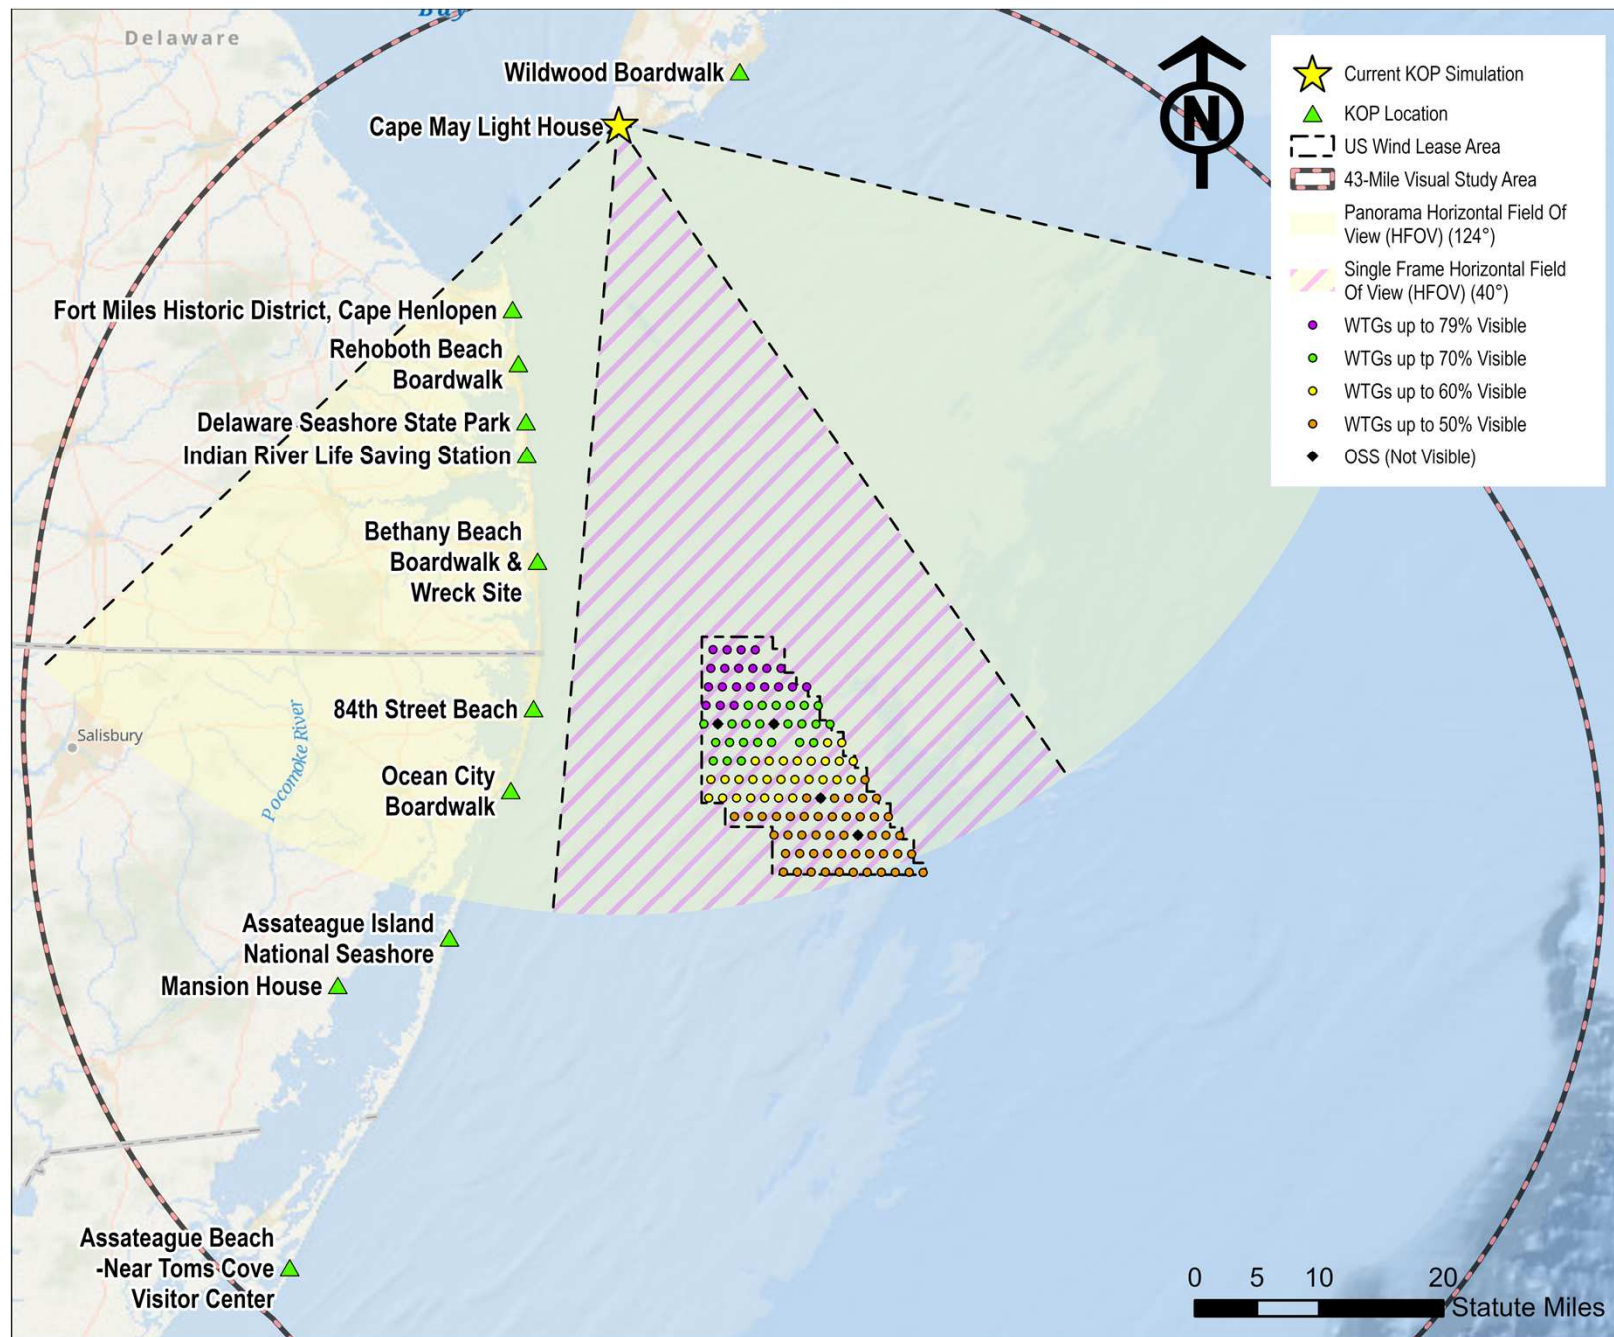 Bay
Delaware
Wildwood Boardwalk
Cape May Light House
Fort Miles Historic District, Cape Henlopen
Rehoboth Beach
Boardwalk
Delaware Seashore State Park
Indian River Life Saving Station
Bethany Beach
Boardwalk &
Wreck Site
84th Street Beach
Salisbury
Pocomoke River
Ocean City
Boardwalk
Assateague Island
National Seashore
Mansion House
Assateague Beach
-Near Toms Cove
Visitor Center
N
Current KOP Simulation
KOP Location
US Wind Lease Area
43-Mile Visual Study Area
Panorama Horizontal Field Of
View (HFOV) (124°)
Single Frame Horizontal Field
Of View (HFOV) (40°)
WTGs up to 79% Visible
WTGs up tp 70% Visible
WTGs up to 60% Visible
WTGs up to 50% Visible
OSS (Not Visible)
0 5 10 20
Statute Miles